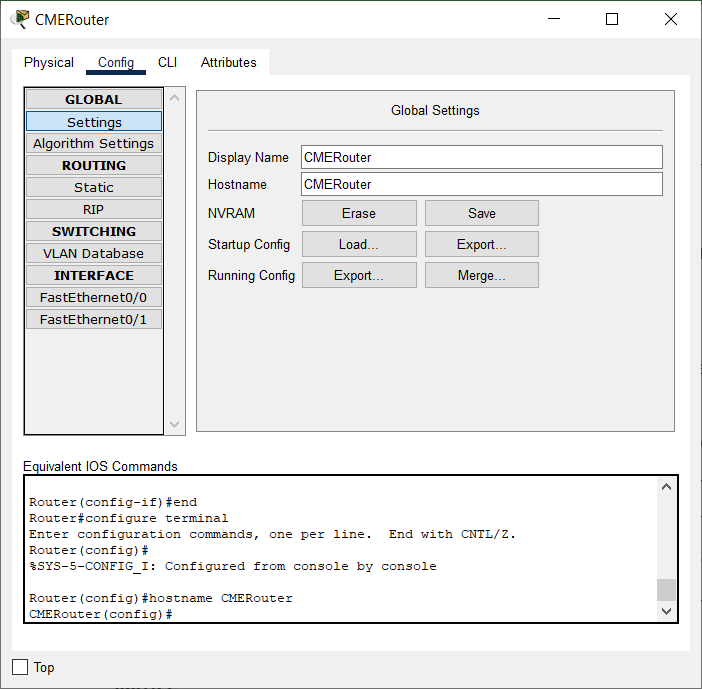 CMERouter
Physical Config CLI Attributes
GLOBAL
Settings
Algorithm Settings
ROUTING
Static
RIP
SWITCHING
VLAN Database
INTERFACE
FastEthernet0/0
FastEthernet0/1
Global Settings
Display Name CMERouter
Hostname CMERouter
NVRAM Erase Save
Startup Config Load... Export...
Running Config Export... Merge...
Equivalent IOS Commands
Router(config-if)#end
Router#configure terminal
Enter configuration commands, one per line.  End with CNTL/Z.
Router(config)#
%SYS-5-CONFIG_I: Configured from console by console
Router(config)#hostname CMERouter
CMERouter(config)#
Top